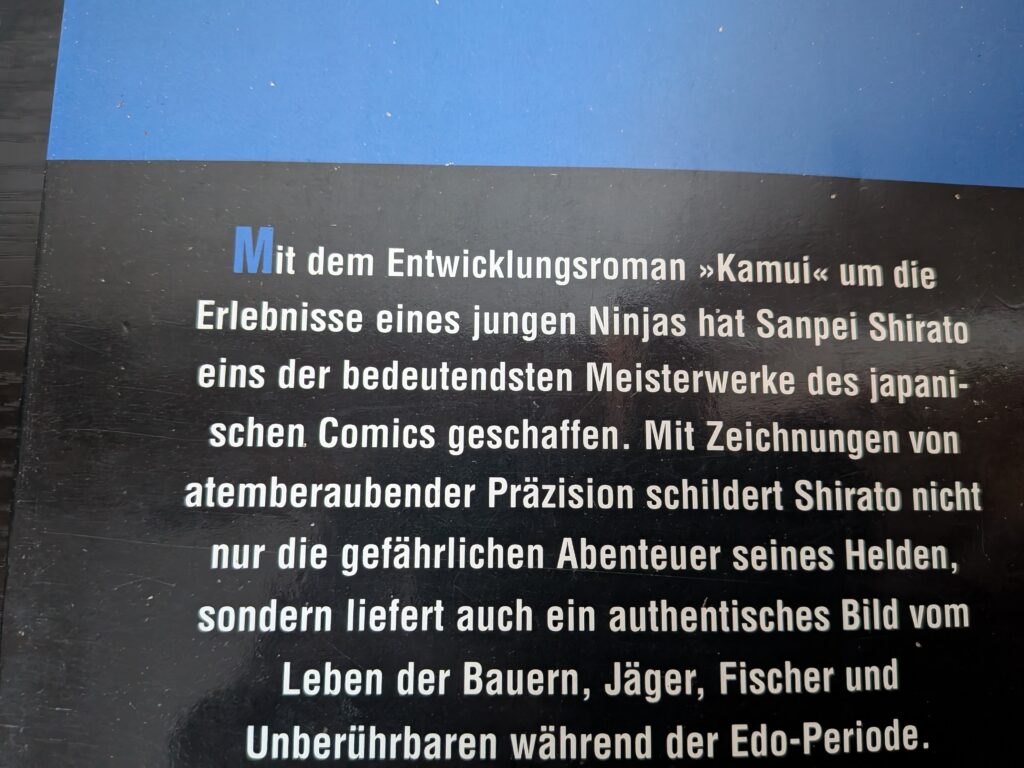 Mit dem Entwicklungsroman »Kamui« um die
Erlebnisse eines jungen Ninjas hat Sanpei Shirato
eins der bedeutendsten Meisterwerke des japani-
schen Comics geschaffen. Mit Zeichnungen von
atemberaubender Präzision schildert Shirato nicht
nur die gefährlichen Abenteuer seines Helden,
sondern liefert auch ein authentisches Bild vom
Leben der Bauern, Jäger, Fischer und
Unberührbaren während der Edo-Periode.